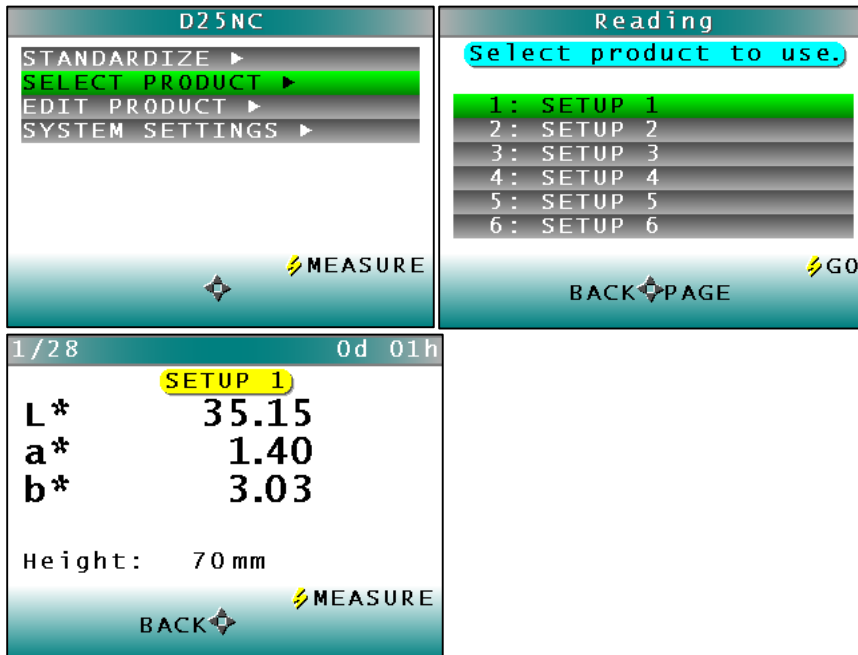 D25NC
STANDARDIZE ▶
SELECT PRODUCT ▶
EDIT PRODUCT ▶
SYSTEM SETTINGS ▶
MEASURE
Reading
Select product to use.
1: SETUP 1
2: SETUP 2
3: SETUP 3
4: SETUP 4
5: SETUP 5
6: SETUP 6
GO
BACK PAGE
1/28 0d 01h
SETUP 1
L* 35.15
a* 1.40
b* 3.03
Height: 70mm
MEASURE
BACK